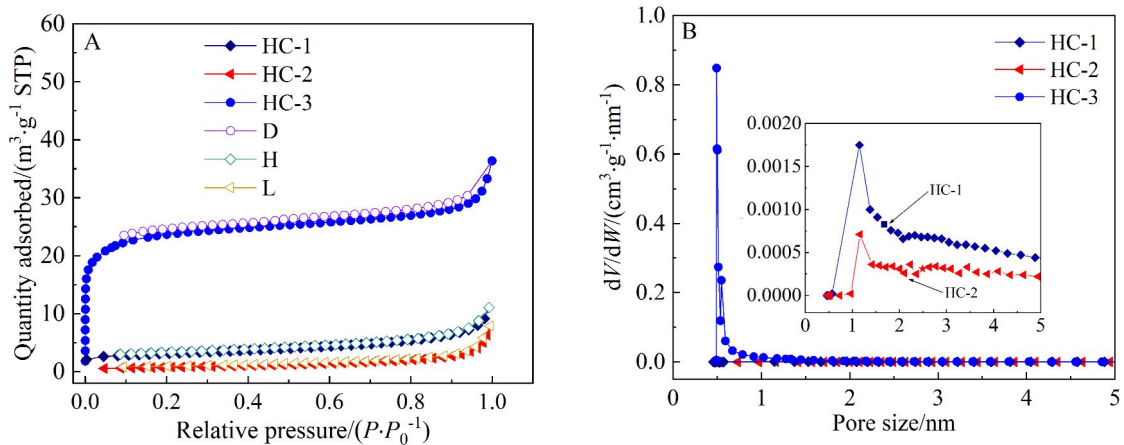 A
HC-1
HC-2
HC-3
D
H
L
60
50
40
30
20
10
0
Quantity adsorbed/(m³·g⁻¹ STP)
0.0 0.2 0.4 0.6 0.8 1.0
Relative pressure/(P·P₀⁻¹)
B
HC-1
HC-2
HC-3
1.0
0.8
0.6
0.4
0.2
0.0
dV/dW/(cm³·g⁻¹·nm⁻¹)
0.0020
0.0015
0.0010
0.0005
0.0000
HC-1
HC-2
0 1 2 3 4 5
0 1 2 3 4 5
Pore size/nm